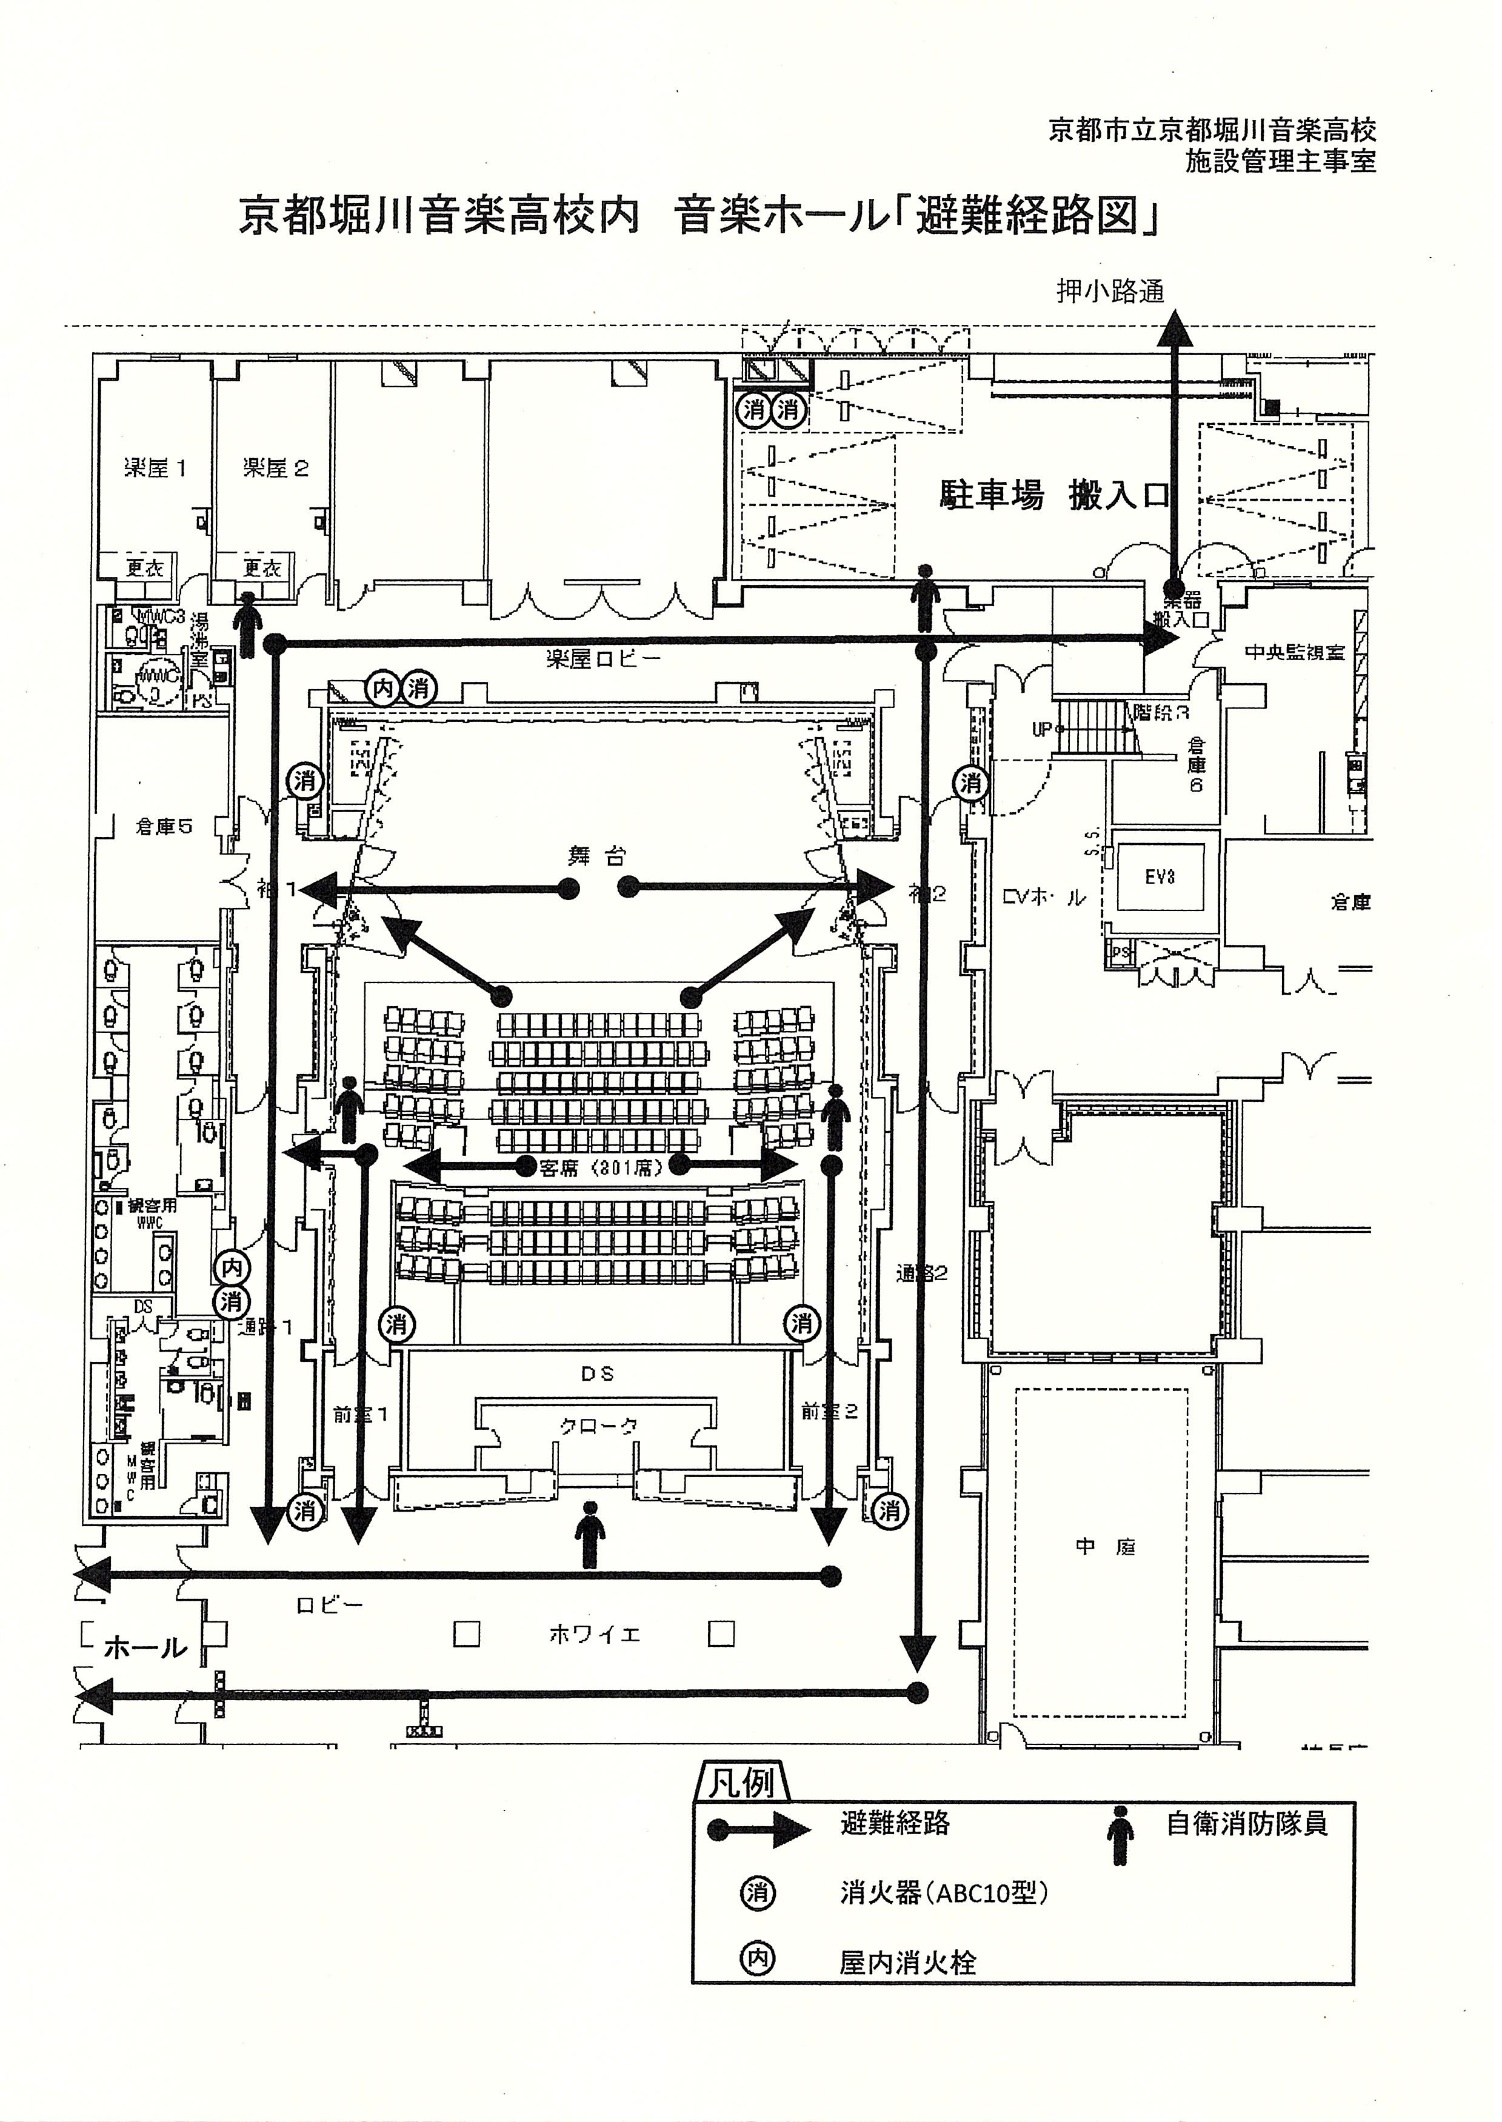 京都市立京都堀川音楽高校
施設管理主事室
京都堀川音楽高校内　音楽ホール「避難経路図」
押小路通
消 消
楽屋1
楽屋2
駐車場　搬入口
更衣
更衣
MWC3
湯沸室
楽器
搬入口
楽屋ロビー
中央監視室
WWC
PS
内 消
階段3
UP
倉庫6
消
消
倉庫5
S.S.
舞台
EV3
袖1
袖2
EVホール
倉庫
PS
客席（301席）
観客用
WWC
内
消
通路2
DS
通路1
消
消
DS
前室1
クローク
前室2
観客用
MWC
消
消
中庭
ロビー
ホワイエ
ホール
凡例
避難経路
自衛消防隊員
消
消火器（ABC10型）
内
屋内消火栓